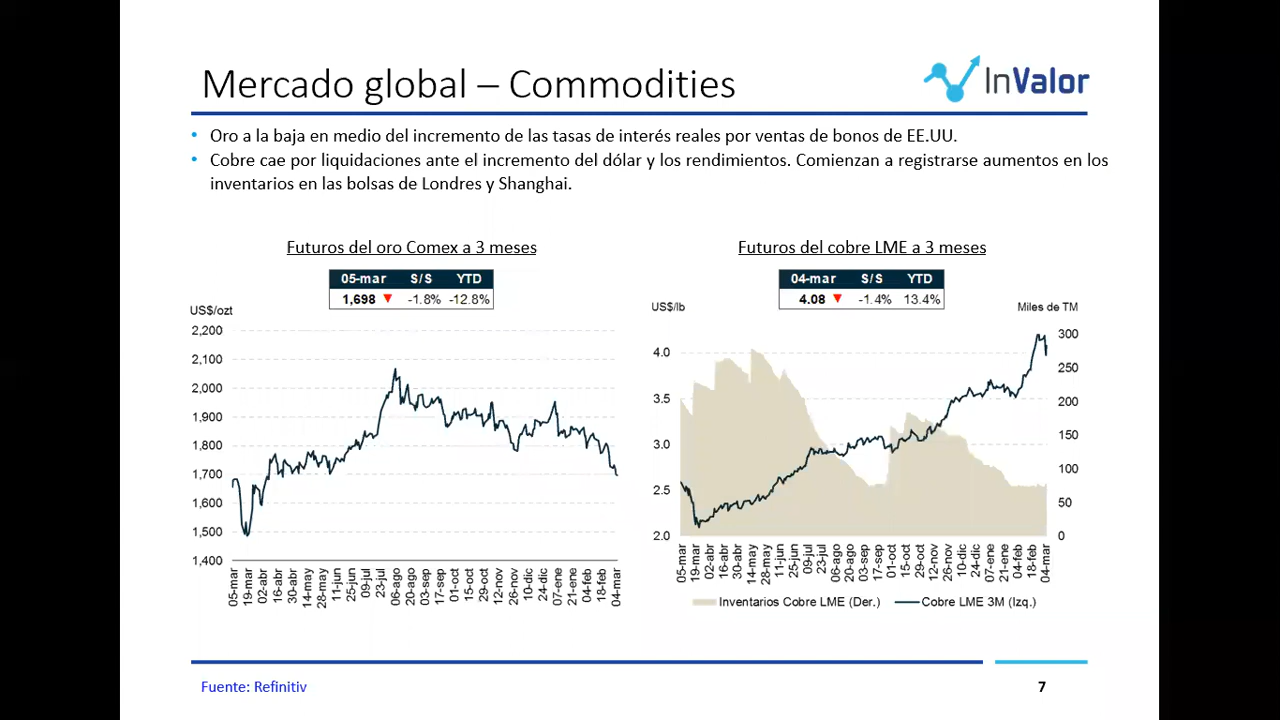 Mercado global – Commodities
InValor
• Oro a la baja en medio del incremento de las tasas de interés reales por ventas de bonos de EE.UU.
• Cobre cae por liquidaciones ante el incremento del dólar y los rendimientos. Comienzan a registrarse aumentos en los
inventarios en las bolsas de Londres y Shanghai.
Futuros del oro Comex a 3 meses
05-mar S/S YTD
1,698 ▼ -1.8% -12.8%
US$/ozt
2,200
2,100
2,000
1,900
1,800
1,700
1,600
1,500
1,400
05-mar
19-mar
02-abr
16-abr
30-abr
14-may
28-may
11-jun
25-jun
09-jul
23-jul
06-ago
20-ago
03-sep
17-sep
01-oct
15-oct
29-oct
12-nov
26-nov
10-dic
24-dic
07-ene
21-ene
04-feb
18-feb
04-mar
Futuros del cobre LME a 3 meses
04-mar S/S YTD
4.08 ▼ -1.4% 13.4%
US$/lb
Miles de TM
4.0
3.5
3.0
2.5
2.0
300
250
200
150
100
50
0
05-mar
19-mar
02-abr
16-abr
30-abr
14-may
28-may
11-jun
25-jun
09-jul
23-jul
06-ago
20-ago
03-sep
17-sep
01-oct
15-oct
29-oct
12-nov
26-nov
10-dic
24-dic
07-ene
21-ene
04-feb
18-feb
04-mar
Inventarios Cobre LME (Der.)
Cobre LME 3M (Izq.)
Fuente: Refinitiv
7